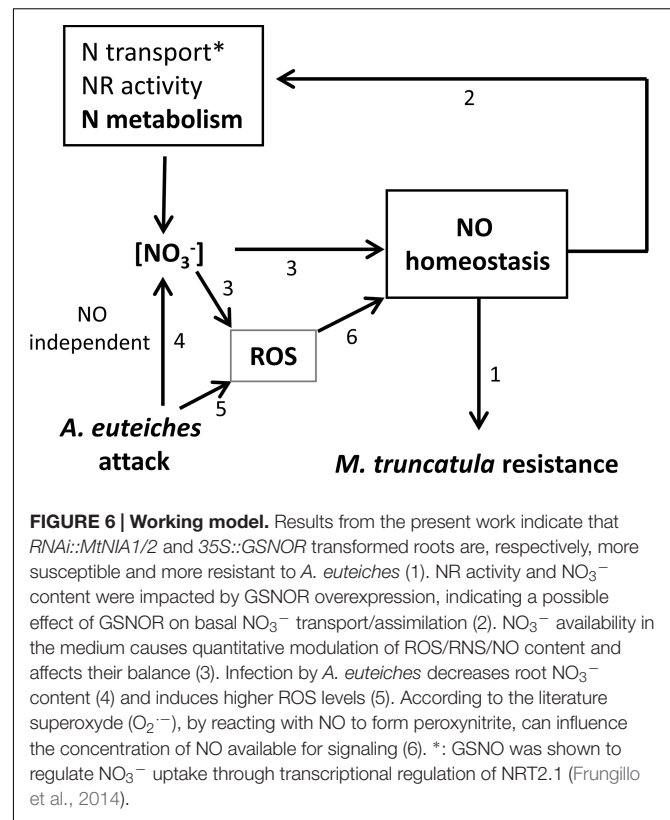 N transport*
NR activity
N metabolism
2
[NO₃⁻]
3
NO
homeostasis
3
NO
independent
4
ROS
6
5
1
A. euteiches
attack
M. truncatula resistance
FIGURE 6 | Working model. Results from the present work indicate that
RNAi::MtNIA1/2 and 35S::GSNOR transformed roots are, respectively, more
susceptible and more resistant to A. euteiches (1). NR activity and NO₃⁻
content were impacted by GSNOR overexpression, indicating a possible
effect of GSNOR on basal NO₃⁻ transport/assimilation (2). NO₃⁻ availability in
the medium causes quantitative modulation of ROS/RNS/NO content and
affects their balance (3). Infection by A. euteiches decreases root NO₃⁻
content (4) and induces higher ROS levels (5). According to the literature
superoxyde (O₂·⁻), by reacting with NO to form peroxynitrite, can influence
the concentration of NO available for signaling (6). *: GSNO was shown to
regulate NO₃⁻ uptake through transcriptional regulation of NRT2.1 (Frungillo
et al., 2014).